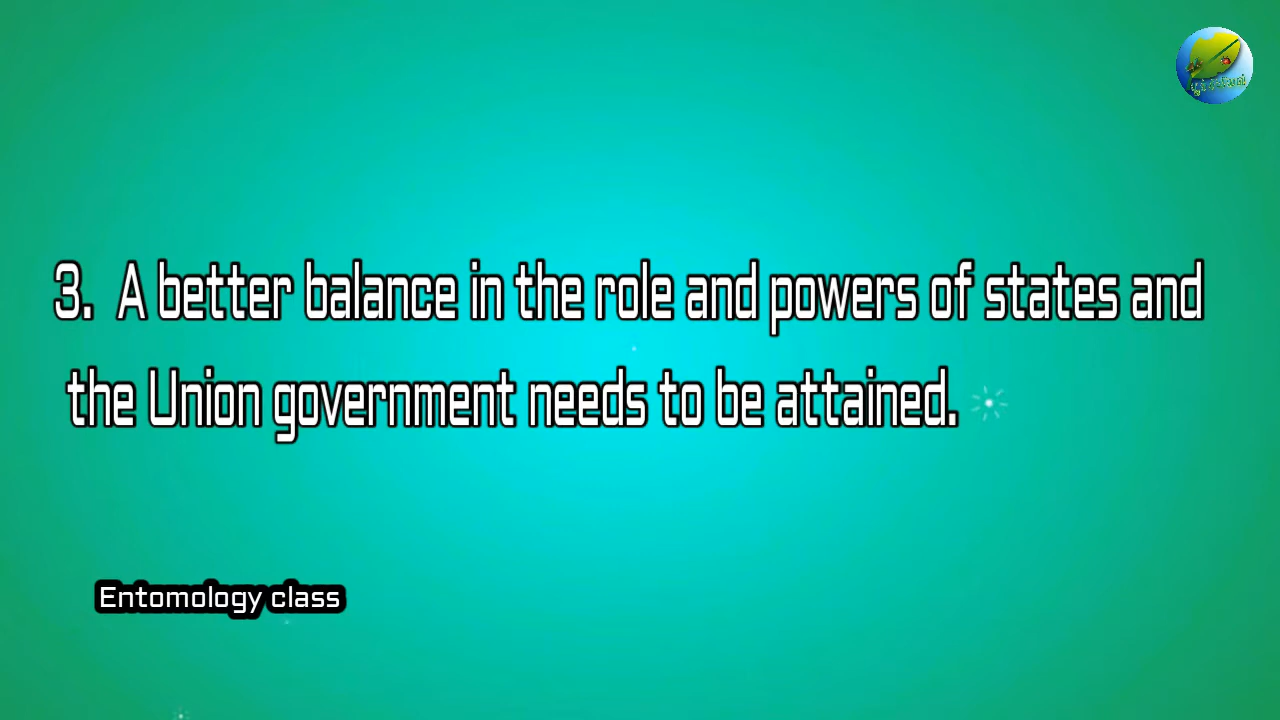 3. A better balance in the role and powers of states and
the Union government needs to be attained.
Entomology class